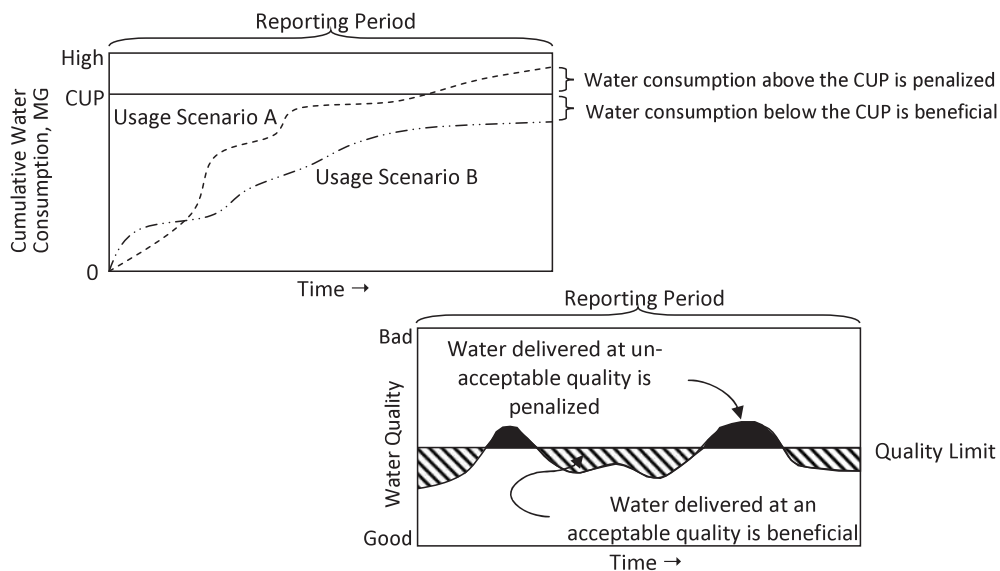 Reporting Period
High
CUP
Usage Scenario A
Water consumption above the CUP is penalized
Water consumption below the CUP is beneficial
Usage Scenario B
Cumulative Water
Consumption, MG
0
Time →
Reporting Period
Bad
Water delivered at un-
acceptable quality is
penalized
Water Quality
Quality Limit
Water delivered at an
acceptable quality is beneficial
Good
Time →